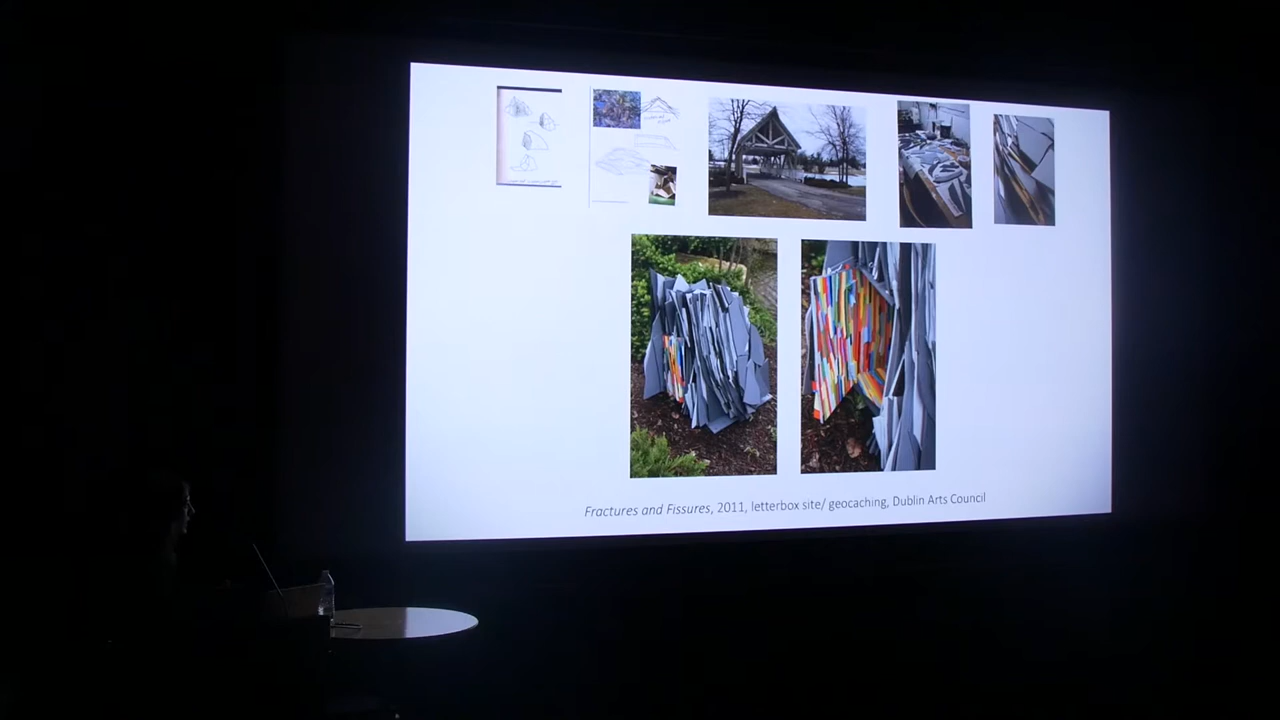 Fractures and Fissures, 2011, letterbox site/ geocaching, Dublin Arts Council